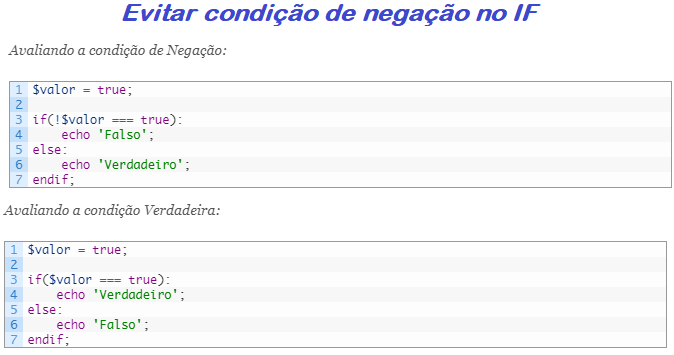 Evitar condição de negação no IF
Avaliando a condição de Negação:
1 $valor = true;
2
3 if(!$valor === true):
4 echo 'Falso';
5 else:
6 echo 'Verdadeiro';
7 endif;
Avaliando a condição Verdadeira:
1 $valor = true;
2
3 if($valor === true):
4 echo 'Verdadeiro';
5 else:
6 echo 'Falso';
7 endif;